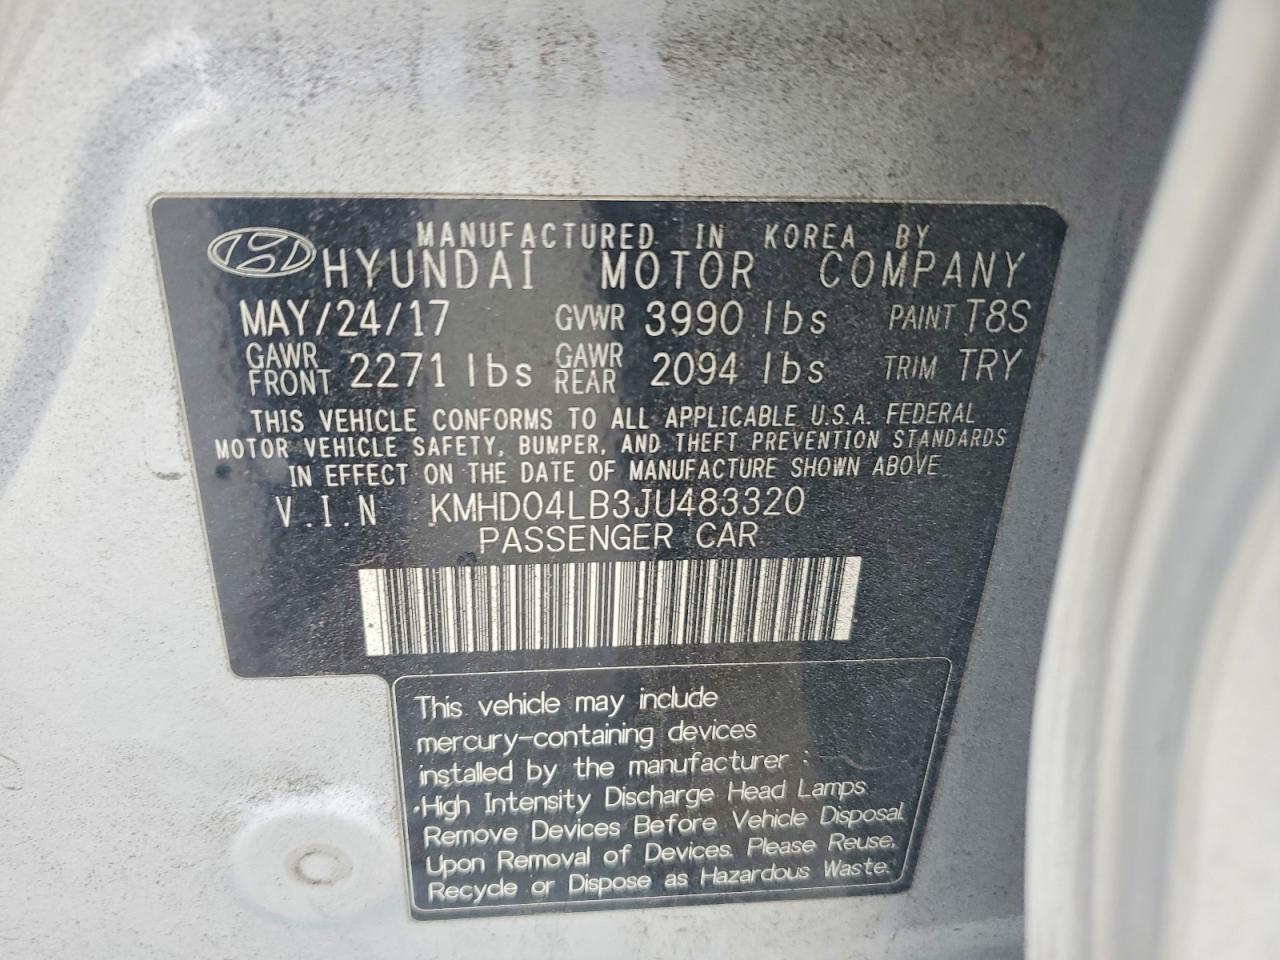 MANUFACTURED IN KOREA BY
HYUNDAI MOTOR COMPANY
MAY/24/17 GVWR 3990 lbs PAINT T8S
GAWR FRONT 2271 lbs GAWR REAR 2094 lbs TRIM TRY
THIS VEHICLE CONFORMS TO ALL APPLICABLE U.S.A. FEDERAL
MOTOR VEHICLE SAFETY, BUMPER, AND THEFT PREVENTION STANDARDS
IN EFFECT ON THE DATE OF MANUFACTURE SHOWN ABOVE
V.I.N KMHD04LB3JU483320
PASSENGER CAR
This vehicle may include
mercury-containing devices
installed by the manufacturer :
·High Intensity Discharge Head Lamps
Remove Devices Before Vehicle Disposal.
Upon Removal of Devices. Please Reuse,
Recycle or Dispose as Hazardous Waste.